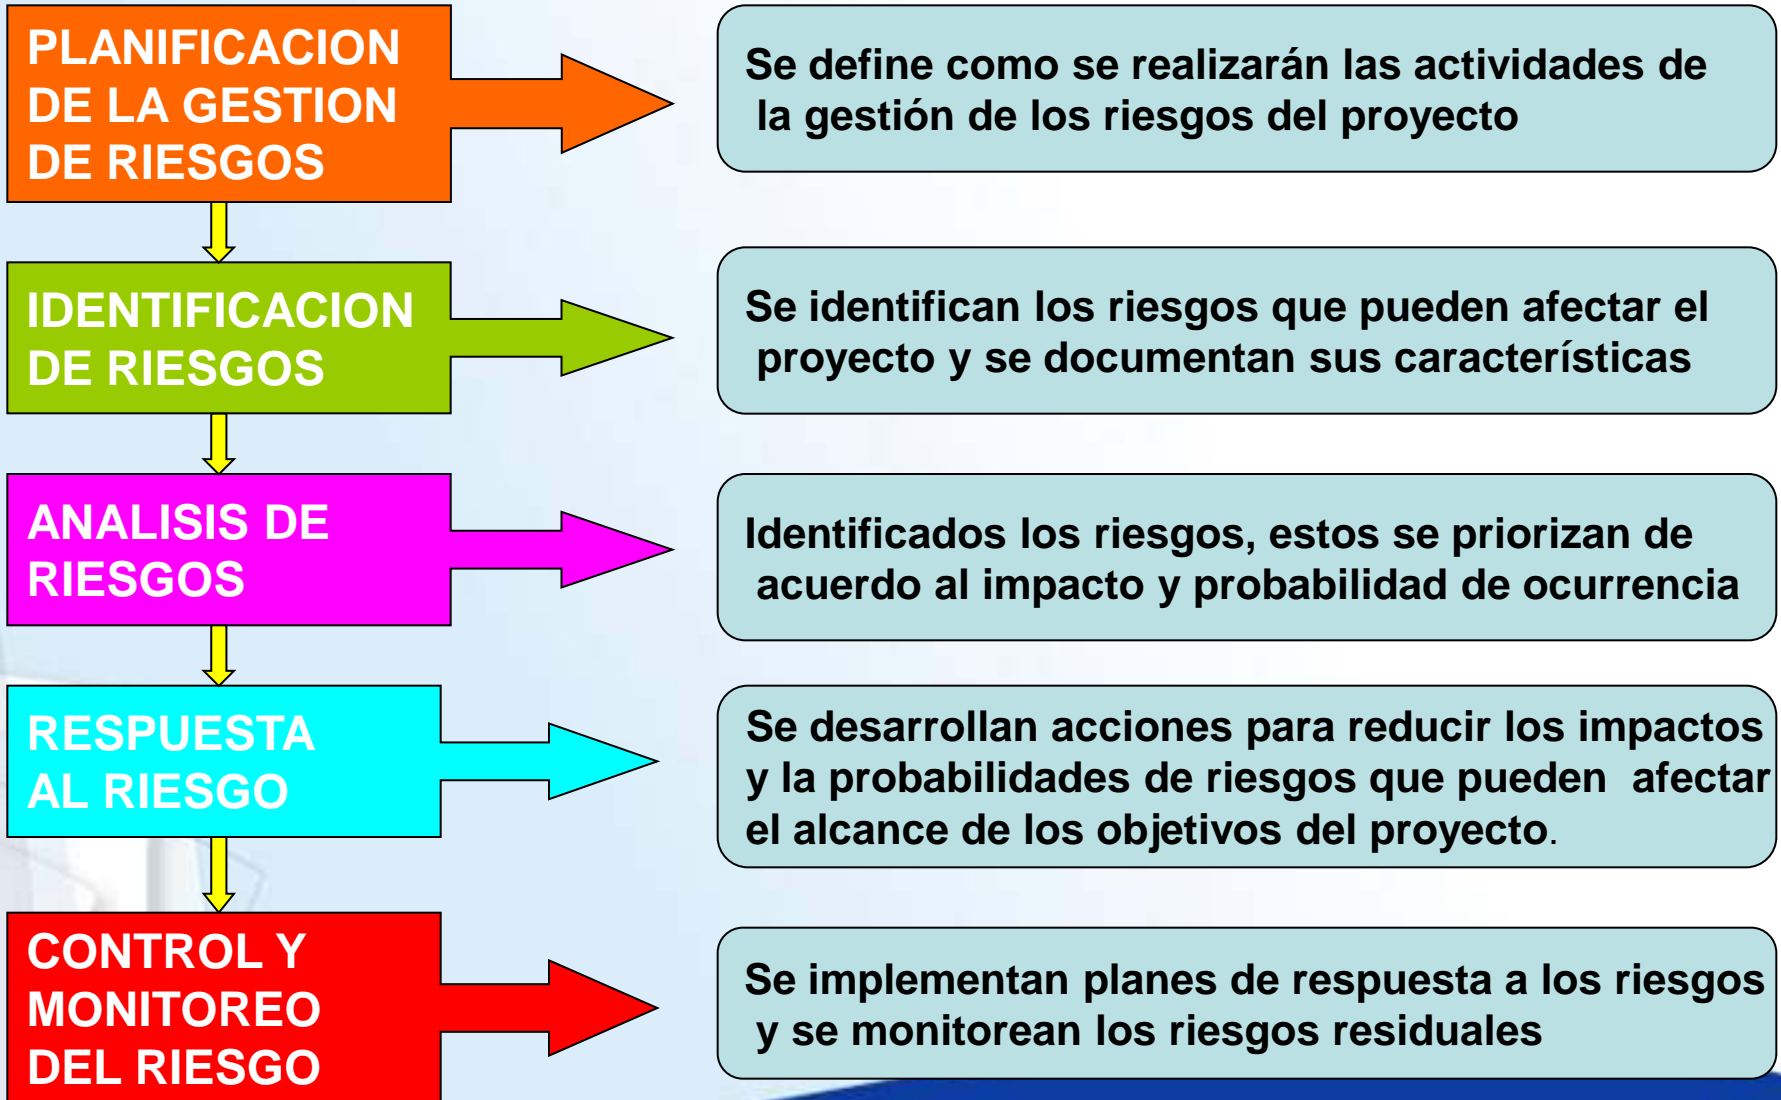 PLANIFICACION
DE LA GESTION
DE RIESGOS
Se define como se realizarán las actividades de
la gestión de los riesgos del proyecto
IDENTIFICACION
DE RIESGOS
Se identifican los riesgos que pueden afectar el
proyecto y se documentan sus características
ANALISIS DE
RIESGOS
Identificados los riesgos, estos se priorizan de
acuerdo al impacto y probabilidad de ocurrencia
RESPUESTA
AL RIESGO
Se desarrollan acciones para reducir los impactos
y la probabilidades de riesgos que pueden afectar
el alcance de los objetivos del proyecto.
CONTROL Y
MONITOREO
DEL RIESGO
Se implementan planes de respuesta a los riesgos
y se monitorean los riesgos residuales